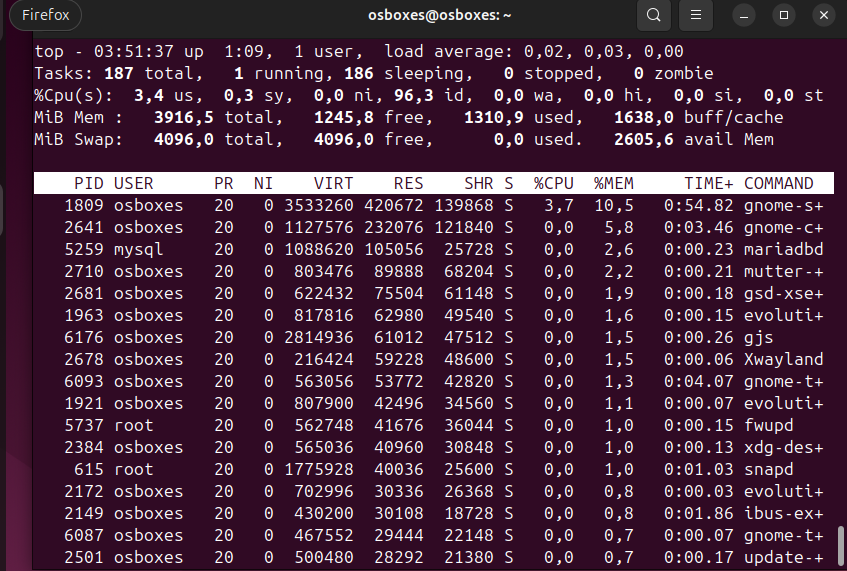 Firefox
osboxes@osboxes: ~
top - 03:51:37 up  1:09,  1 user,  load average: 0,02, 0,03, 0,00
Tasks: 187 total,   1 running, 186 sleeping,   0 stopped,   0 zombie
%Cpu(s):  3,4 us,  0,3 sy,  0,0 ni, 96,3 id,  0,0 wa,  0,0 hi,  0,0 si,  0,0 st
MiB Mem :   3916,5 total,   1245,8 free,   1310,9 used,   1638,0 buff/cache
MiB Swap:   4096,0 total,   4096,0 free,      0,0 used.   2605,6 avail Mem
PID USER      PR  NI    VIRT    RES    SHR S  %CPU  %MEM     TIME+ COMMAND
1809 osboxes   20   0 3533260 420672 139868 S   3,7  10,5   0:54.82 gnome-s+
2641 osboxes   20   0 1127576 232076 121840 S   0,0   5,8   0:03.46 gnome-c+
5259 mysql     20   0 1088620 105056  25728 S   0,0   2,6   0:00.23 mariadbd
2710 osboxes   20   0  803476  89888  68204 S   0,0   2,2   0:00.21 mutter-+
2681 osboxes   20   0  622432  75504  61148 S   0,0   1,9   0:00.18 gsd-xse+
1963 osboxes   20   0  817816  62980  49540 S   0,0   1,6   0:00.15 evoluti+
6176 osboxes   20   0 2814936  61012  47512 S   0,0   1,5   0:00.26 gjs
2678 osboxes   20   0  216424  59228  48600 S   0,0   1,5   0:00.06 Xwayland
6093 osboxes   20   0  563056  53772  42820 S   0,0   1,3   0:04.07 gnome-t+
1921 osboxes   20   0  807900  42496  34560 S   0,0   1,1   0:00.07 evoluti+
5737 root      20   0  562748  41676  36044 S   0,0   1,0   0:00.15 fwupd
2384 osboxes   20   0  565036  40960  30848 S   0,0   1,0   0:00.13 xdg-des+
615 root      20   0 1775928  40036  25600 S   0,0   1,0   0:01.03 snapd
2172 osboxes   20   0  702996  30336  26368 S   0,0   0,8   0:00.03 evoluti+
2149 osboxes   20   0  430200  30108  18728 S   0,0   0,8   0:01.86 ibus-ex+
6087 osboxes   20   0  467552  29444  22148 S   0,0   0,7   0:00.07 gnome-t+
2501 osboxes   20   0  500480  28292  21380 S   0,0   0,7   0:00.17 update-+